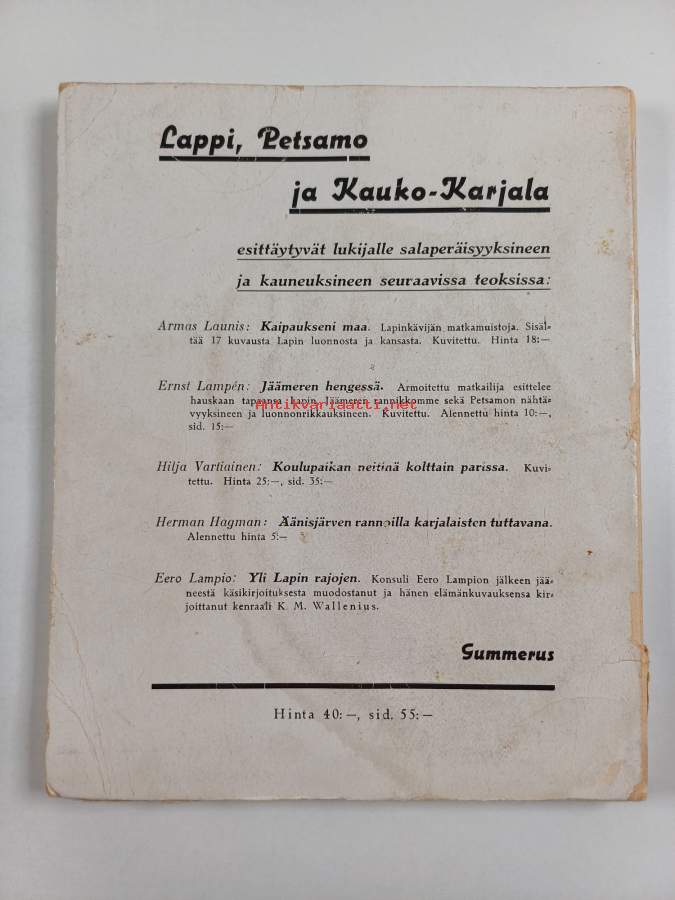 Lappi, Petsamo
ja Kauko-Karjala
esittäytyvät lukijalle salaperäisyyksineen
ja kauneuksineen seuraavissa teoksissa:
Armas Launis: Kaipaukseni maa. Lapinkävijän matkamuistoja. Sisäl-
tää 17 kuvausta Lapin luonnosta ja kansasta. Kuvitettu. Hinta 18:—
Ernst Lampén: Jäämeren hengessä. Armoitettu matkailija esittelee
hauskaan tapaansa Lapin, Jäämeren rannikkomme sekä Petsamon nähtä-
Antikvariaatti.net
vyyksineen ja luonnonrikkauksineen. Kuvitettu. Alennettu hinta 10:—,
sid. 15:—
Hilja Vartiainen: Koulupaikan neitinä kolttain parissa. Kuvi-
tettu. Hinta 25:—, sid. 35:—
Herman Hagman: Äänisjärven rannoilla karjalaisten tuttavana.
Alennettu hinta 5:—
Eero Lampio: Yli Lapin rajojen. Konsuli Eero Lampion jälkeen jää-
neestä käsikirjoituksesta muodostanut ja hänen elämänkuvauksensa kir-
joittanut kenraali K. M. Wallenius.
Gummerus
Hinta 40:—, sid. 55:—